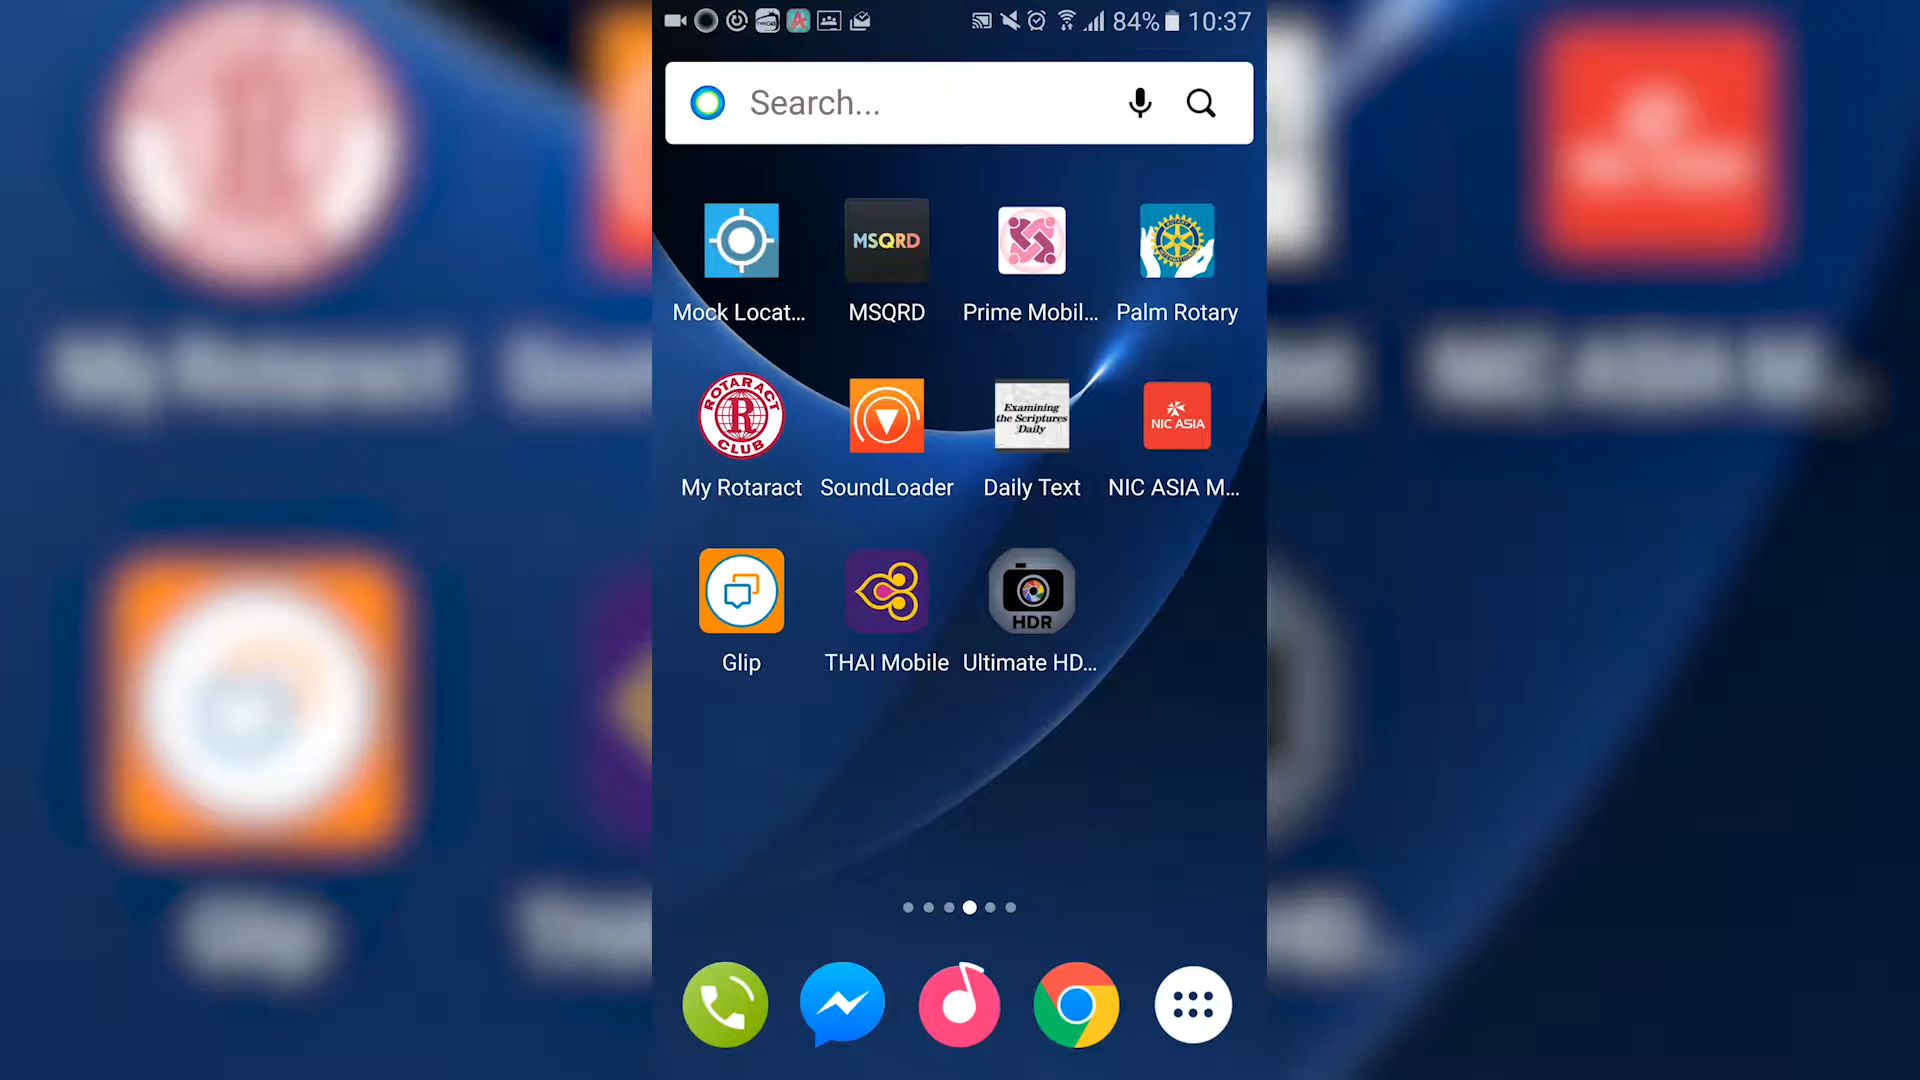 84% 10:37
Search...
MSQRD
Mock Locat... MSQRD Prime Mobil... Palm Rotary
ROTARACT
R
CLUB
Examining
the Scriptures
Daily
NIC ASIA
My Rotaract SoundLoader Daily Text NIC ASIA M...
HDR
Glip THAI Mobile Ultimate HD...